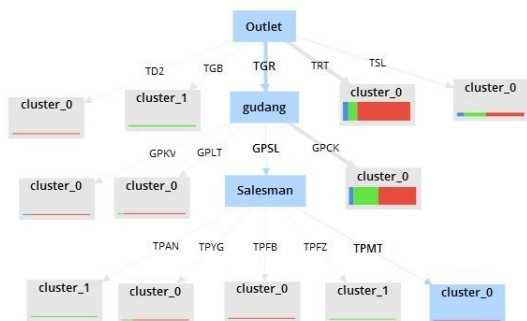 Outlet
TD2
TGB
TGR
TRT
TSL
cluster_0
cluster_1
gudang
cluster_0
cluster_0
GPKV
GPLT
GPSL
GPCK
cluster_0
cluster_0
Salesman
cluster_0
TPAN
TPYG
TPFB
TPFZ
TPMT
cluster_1
cluster_0
cluster_0
cluster_1
cluster_0